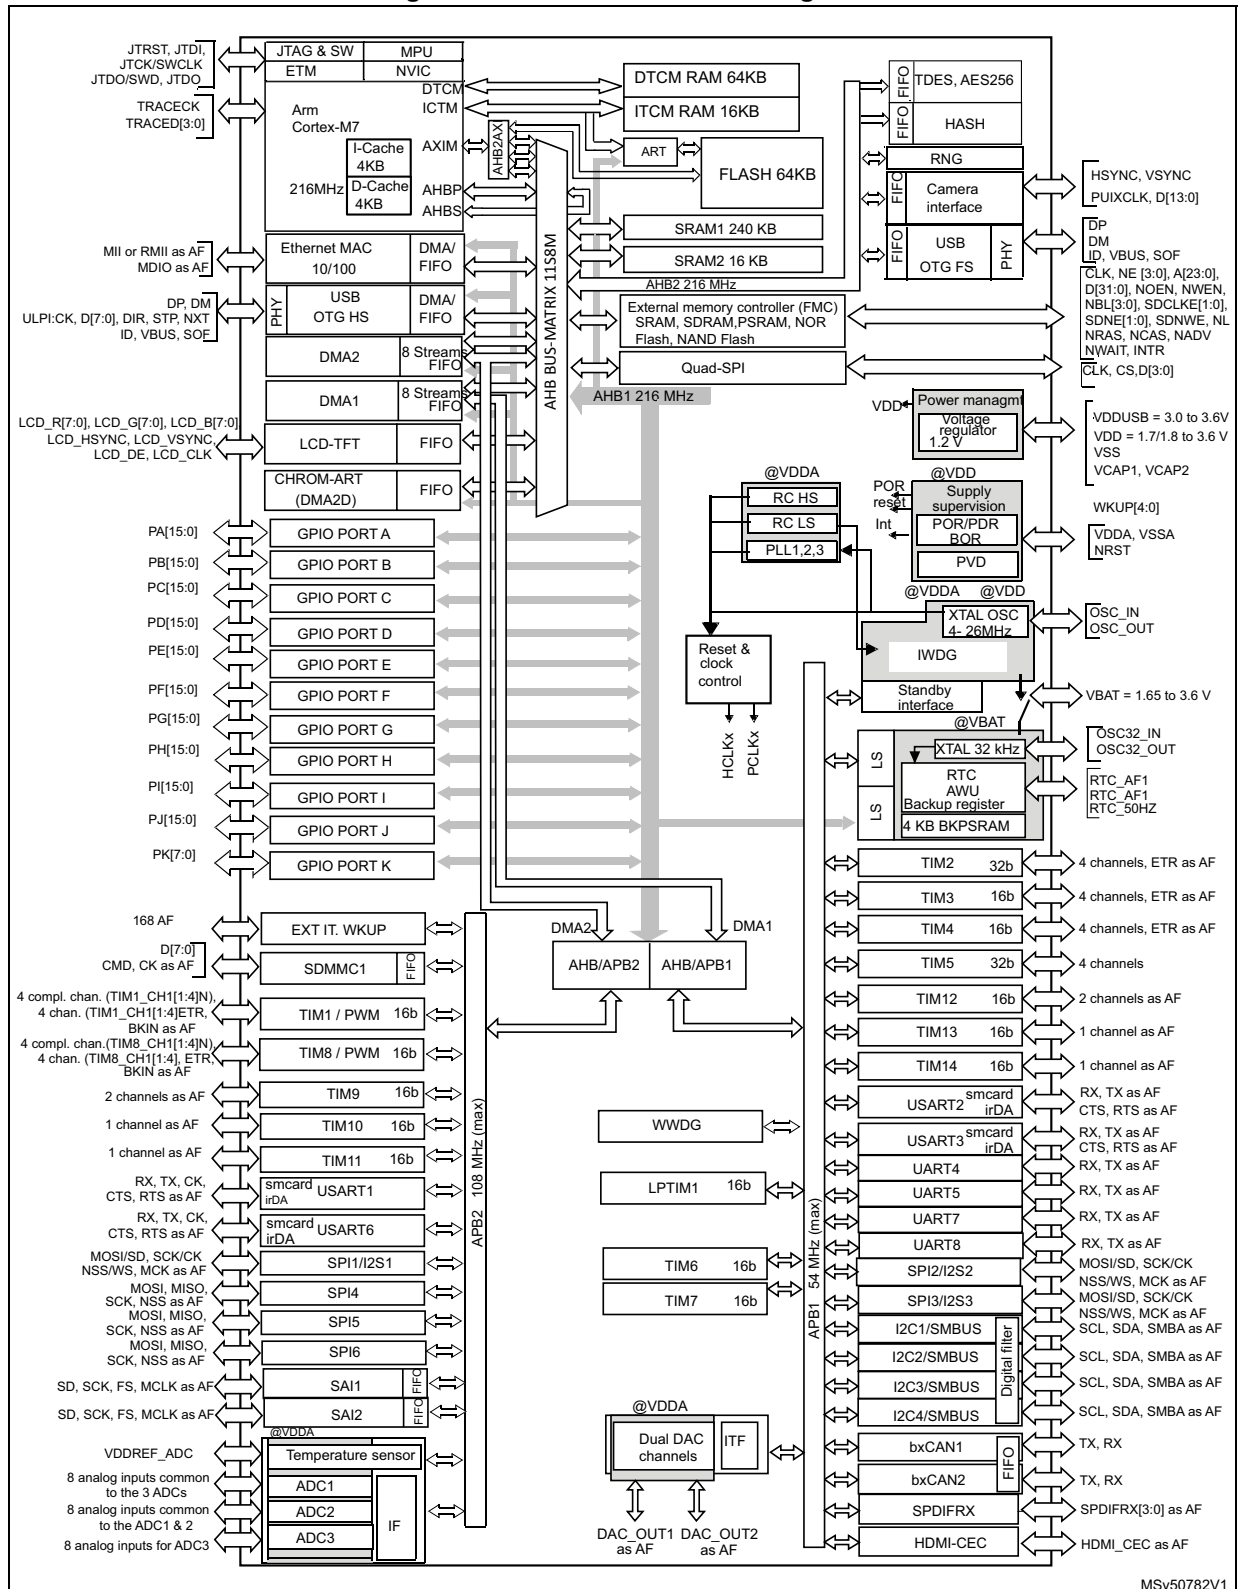 JTRST, JTDI,
JTCK/SWCLK
JTDO/SWD, JTDO
TRACECK
TRACED[3:0]
JTAG & SW
MPU
ETM
NVIC
DTCM
ICTM
Arm
Cortex-M7
AXIM
I-Cache
4KB
216MHz
D-Cache
4KB
AHBP
AHBS
AHB2AX
DTCM RAM 64KB
ITCM RAM 16KB
ART
FLASH 64KB
SRAM1 240 KB
SRAM2 16 KB
AHB2 216 MHz
External memory controller (FMC)
SRAM, SDRAM,PSRAM, NOR
Flash, NAND Flash
Quad-SPI
AHB1 216 MHz
AHB BUS-MATRIX 11S8M
FIFO
TDES, AES256
FIFO
HASH
RNG
FIFO
Camera
interface
FIFO
USB
OTG FS
PHY
HSYNC, VSYNC
PUIXCLK, D[13:0]
DP
DM
ID, VBUS, SOF
CLK, NE [3:0], A[23:0],
D[31:0], NOEN, NWEN,
NBL[3:0], SDCLKE[1:0],
SDNE[1:0], SDNWE, NL
NRAS, NCAS, NADV
NWAIT, INTR
CLK, CS,D[3:0]
MII or RMII as AF
MDIO as AF
Ethernet MAC
10/100
DMA/
FIFO
DP, DM
ULPI:CK, D[7:0], DIR, STP, NXT
ID, VBUS, SOF
PHY
USB
OTG HS
DMA/
FIFO
DMA2
8 Streams
FIFO
DMA1
8 Streams
FIFO
LCD_R[7:0], LCD_G[7:0], LCD_B[7:0],
LCD_HSYNC, LCD_VSYNC,
LCD_DE, LCD_CLK
LCD-TFT
FIFO
CHROM-ART
(DMA2D)
FIFO
PA[15:0]
GPIO PORT A
PB[15:0]
GPIO PORT B
PC[15:0]
GPIO PORT C
PD[15:0]
GPIO PORT D
PE[15:0]
GPIO PORT E
PF[15:0]
GPIO PORT F
PG[15:0]
GPIO PORT G
PH[15:0]
GPIO PORT H
PI[15:0]
GPIO PORT I
PJ[15:0]
GPIO PORT J
PK[7:0]
GPIO PORT K
VDD
Power managmt
Voltage
regulator
1.2 V
VDDUSB = 3.0 to 3.6V
VDD = 1.7/1.8 to 3.6 V
VSS
VCAP1, VCAP2
@VDDA
RC HS
RC LS
PLL1,2,3
@VDD
POR
reset
Int
Supply
supervision
POR/PDR
BOR
PVD
WKUP[4:0]
VDDA, VSSA
NRST
@VDDA
@VDD
XTAL OSC
4- 26MHz
IWDG
OSC_IN
OSC_OUT
Reset &
clock
control
HCLKx
PCLKx
Standby
interface
VBAT = 1.65 to 3.6 V
@VBAT
LS
LS
XTAL 32 kHz
RTC
AWU
Backup register
4 KB BKPSRAM
OSC32_IN
OSC32_OUT
RTC_AF1
RTC_AF1
RTC_50HZ
DMA2
DMA1
AHB/APB2
AHB/APB1
168 AF
EXT IT. WKUP
D[7:0]
CMD, CK as AF
SDMMC1
FIFO
4 compl. chan. (TIM1_CH1[1:4]N),
4 chan. (TIM1_CH1[1:4]ETR,
BKIN as AF
TIM1 / PWM
16b
4 compl. chan.(TIM8_CH1[1:4]N),
4 chan. (TIM8_CH1[1:4], ETR,
BKIN as AF
TIM8 / PWM
16b
2 channels as AF
TIM9
16b
1 channel as AF
TIM10
16b
1 channel as AF
TIM11
16b
RX, TX, CK,
CTS, RTS as AF
smcard
irDA
USART1
RX, TX, CK,
CTS, RTS as AF
smcard
irDA
USART6
MOSI/SD, SCK/CK
NSS/WS, MCK as AF
SPI1/I2S1
MOSI, MISO,
SCK, NSS as AF
SPI4
MOSI, MISO,
SCK, NSS as AF
SPI5
MOSI, MISO,
SCK, NSS as AF
SPI6
SD, SCK, FS, MCLK as AF
SAI1
FIFO
SD, SCK, FS, MCLK as AF
SAI2
FIFO
@VDDA
VDDREF_ADC
Temperature sensor
8 analog inputs common
to the 3 ADCs
ADC1
8 analog inputs common
to the ADC1 & 2
ADC2
8 analog inputs for ADC3
ADC3
IF
APB2 108 MHz (max)
WWDG
LPTIM1
16b
TIM6
16b
TIM7
16b
@VDDA
Dual DAC
channels
ITF
DAC_OUT1
as AF
DAC_OUT2
as AF
APB1 54 MHz (max)
TIM2
32b
4 channels, ETR as AF
TIM3
16b
4 channels, ETR as AF
TIM4
16b
4 channels, ETR as AF
TIM5
32b
4 channels
TIM12
16b
2 channels as AF
TIM13
16b
1 channel as AF
TIM14
16b
1 channel as AF
USART2
smcard
irDA
RX, TX as AF
CTS, RTS as AF
USART3
smcard
irDA
RX, TX as AF
CTS, RTS as AF
UART4
RX, TX as AF
UART5
RX, TX as AF
UART7
RX, TX as AF
UART8
RX, TX as AF
SPI2/I2S2
MOSI/SD, SCK/CK
NSS/WS, MCK as AF
SPI3/I2S3
MOSI/SD, SCK/CK
NSS/WS, MCK as AF
I2C1/SMBUS
SCL, SDA, SMBA as AF
I2C2/SMBUS
SCL, SDA, SMBA as AF
I2C3/SMBUS
SCL, SDA, SMBA as AF
I2C4/SMBUS
SCL, SDA, SMBA as AF
Digital filter
bxCAN1
TX, RX
bxCAN2
TX, RX
FIFO
SPDIFRX
SPDIFRX[3:0] as AF
HDMI-CEC
HDMI_CEC as AF
MSv50782V1